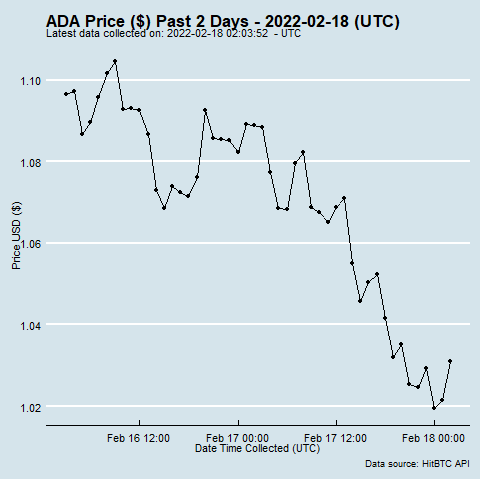 ADA Price ($) Past 2 Days - 2022-02-18 (UTC)
Latest data collected on: 2022-02-18 02:03:52  - UTC
1.10
1.08
1.06
1.04
1.02
Price USD ($)
Feb 16 12:00
Feb 17 00:00
Feb 17 12:00
Feb 18 00:00
Date Time Collected (UTC)
Data source: HitBTC API